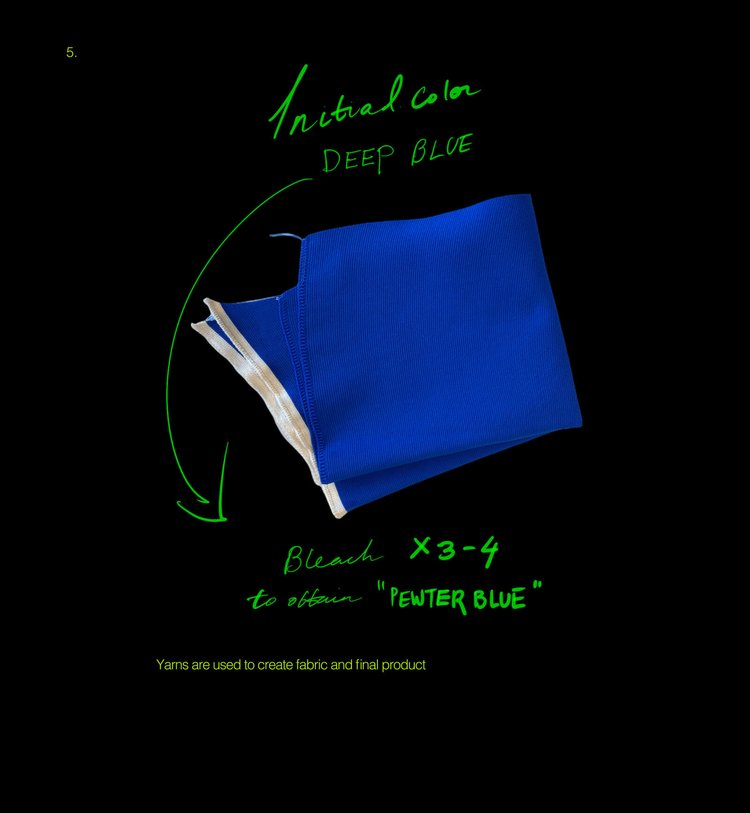 5.
Initial color
DEEP BLUE
Bleach X3-4
to obtain "PEWTER BLUE"
Yarns are used to create fabric and final product